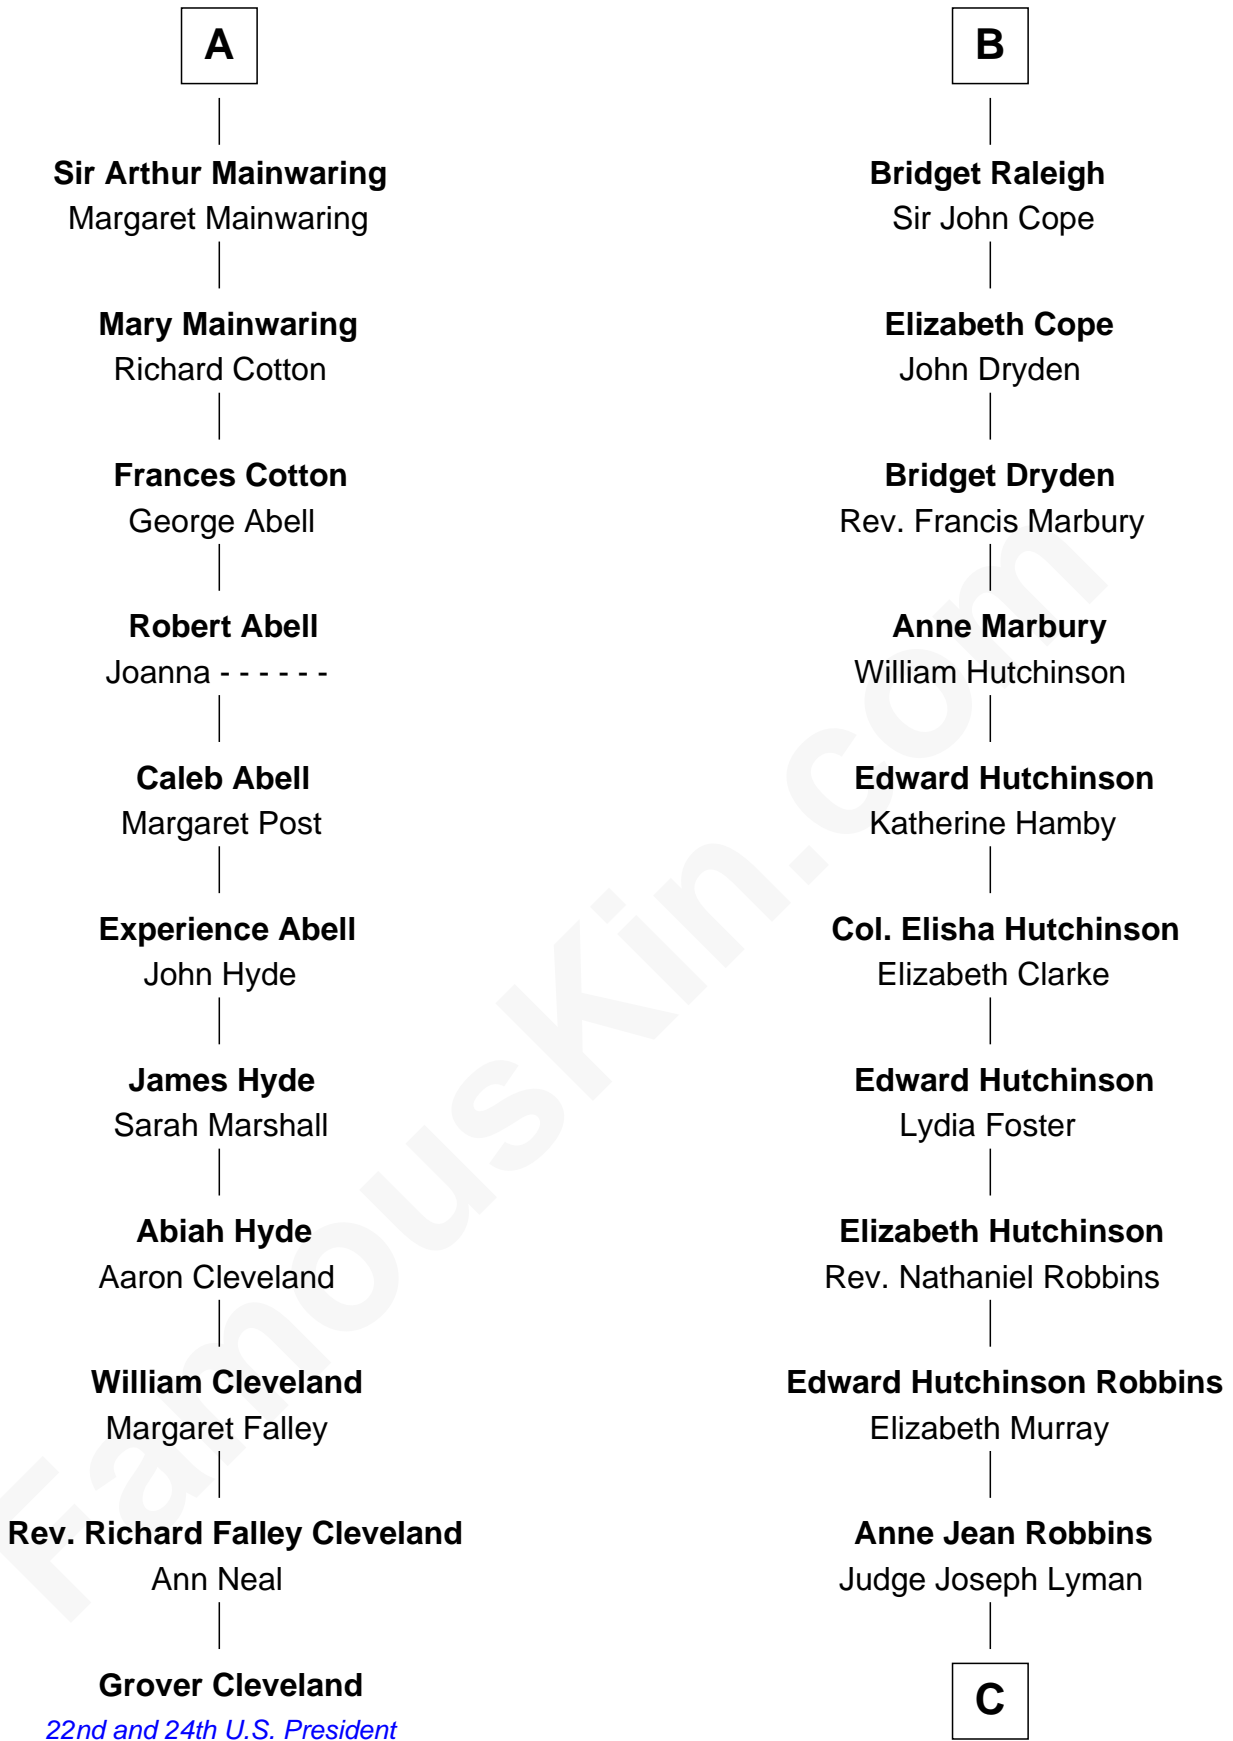 A
Sir Arthur Mainwaring
Margaret Mainwaring
Mary Mainwaring
Richard Cotton
Frances Cotton
George Abell
Robert Abell
Joanna - - - - - -
Caleb Abell
Margaret Post
Experience Abell
John Hyde
James Hyde
Sarah Marshall
Abiah Hyde
Aaron Cleveland
William Cleveland
Margaret Falley
Rev. Richard Falley Cleveland
Ann Neal
Grover Cleveland
22nd and 24th U.S. President
B
Bridget Raleigh
Sir John Cope
Elizabeth Cope
John Dryden
Bridget Dryden
Rev. Francis Marbury
Anne Marbury
William Hutchinson
Edward Hutchinson
Katherine Hamby
Col. Elisha Hutchinson
Elizabeth Clarke
Edward Hutchinson
Lydia Foster
Elizabeth Hutchinson
Rev. Nathaniel Robbins
Edward Hutchinson Robbins
Elizabeth Murray
Anne Jean Robbins
Judge Joseph Lyman
C
FamousKin.com